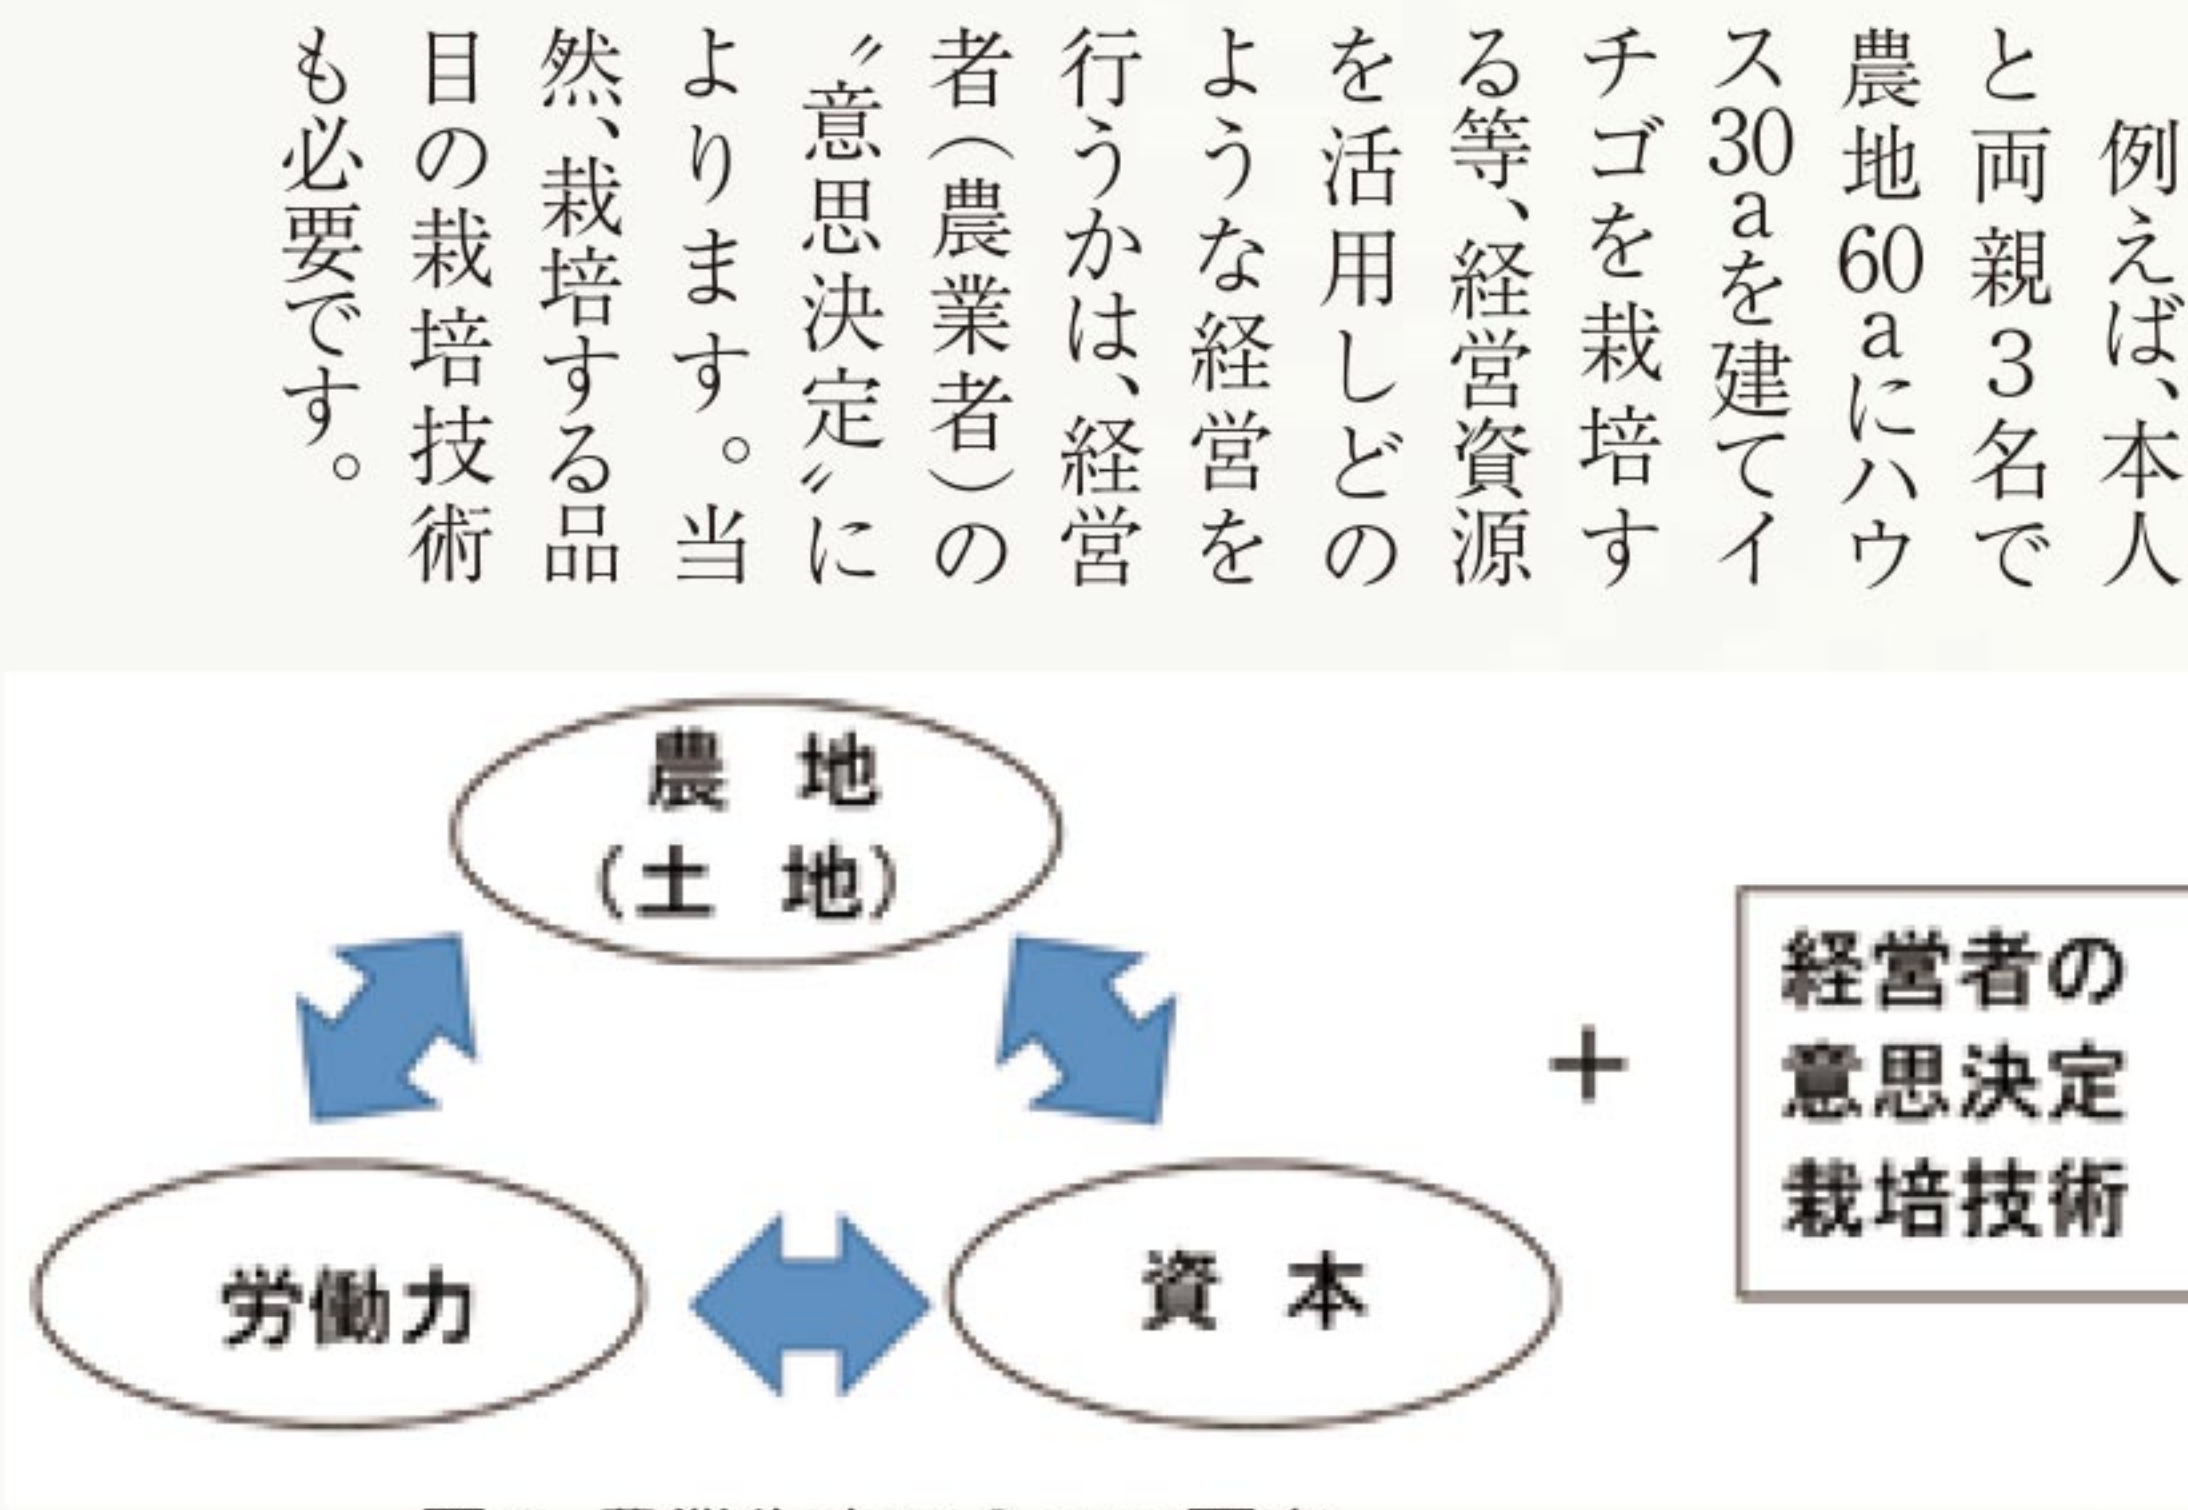 例えば、本人
と両親3名で
農地60aにハウ
ス30aを建てイ
チゴを栽培す
る等、経営資源
を活用しどの
ような経営を
行うかは、経営
者(農業者)の
〝意思決定〟に
よります。当
然、栽培する品
目の栽培技術
も必要です。
農 地
(土 地)
労働力
資 本
+
経営者の
意思決定
栽培技術